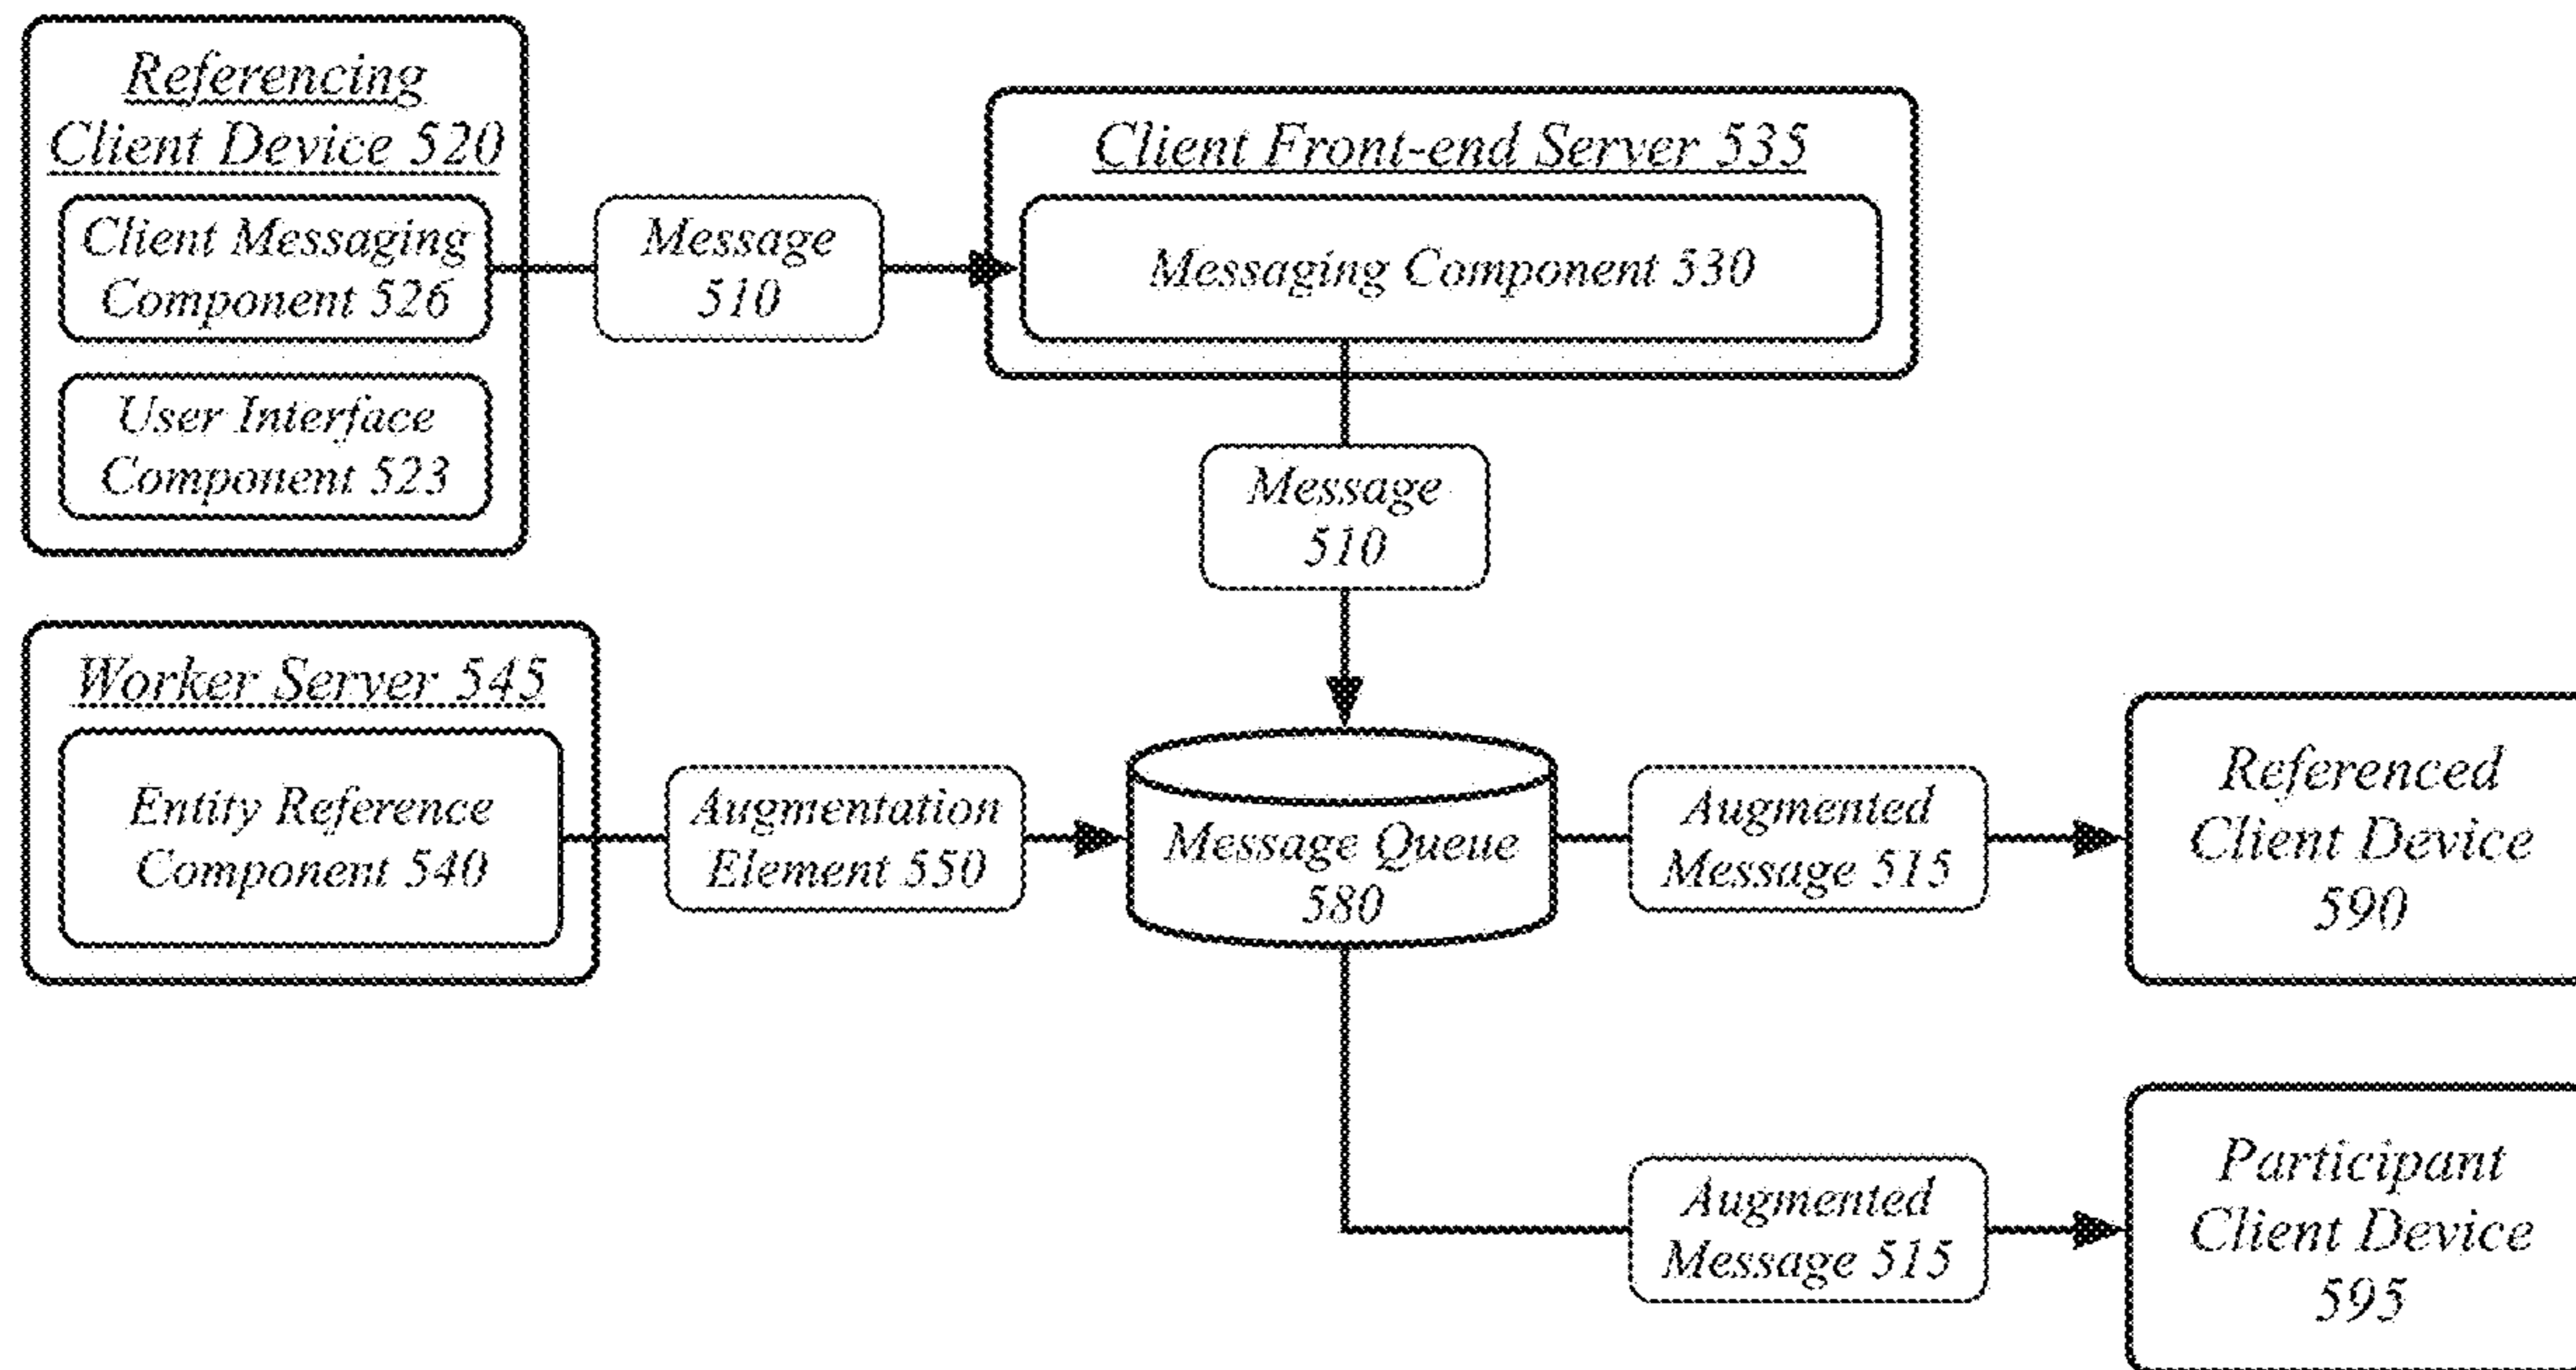 Referencing
Client Device 520
Client Messaging
Component 526
User Interface
Component 523
Message
510
Client Front-end Server 535
Messaging Component 530
Message
510
Worker Server 545
Entity Reference
Component 540
Augmentation
Element 550
Message Queue
580
Augmented
Message 515
Referenced
Client Device
590
Augmented
Message 515
Participant
Client Device
595